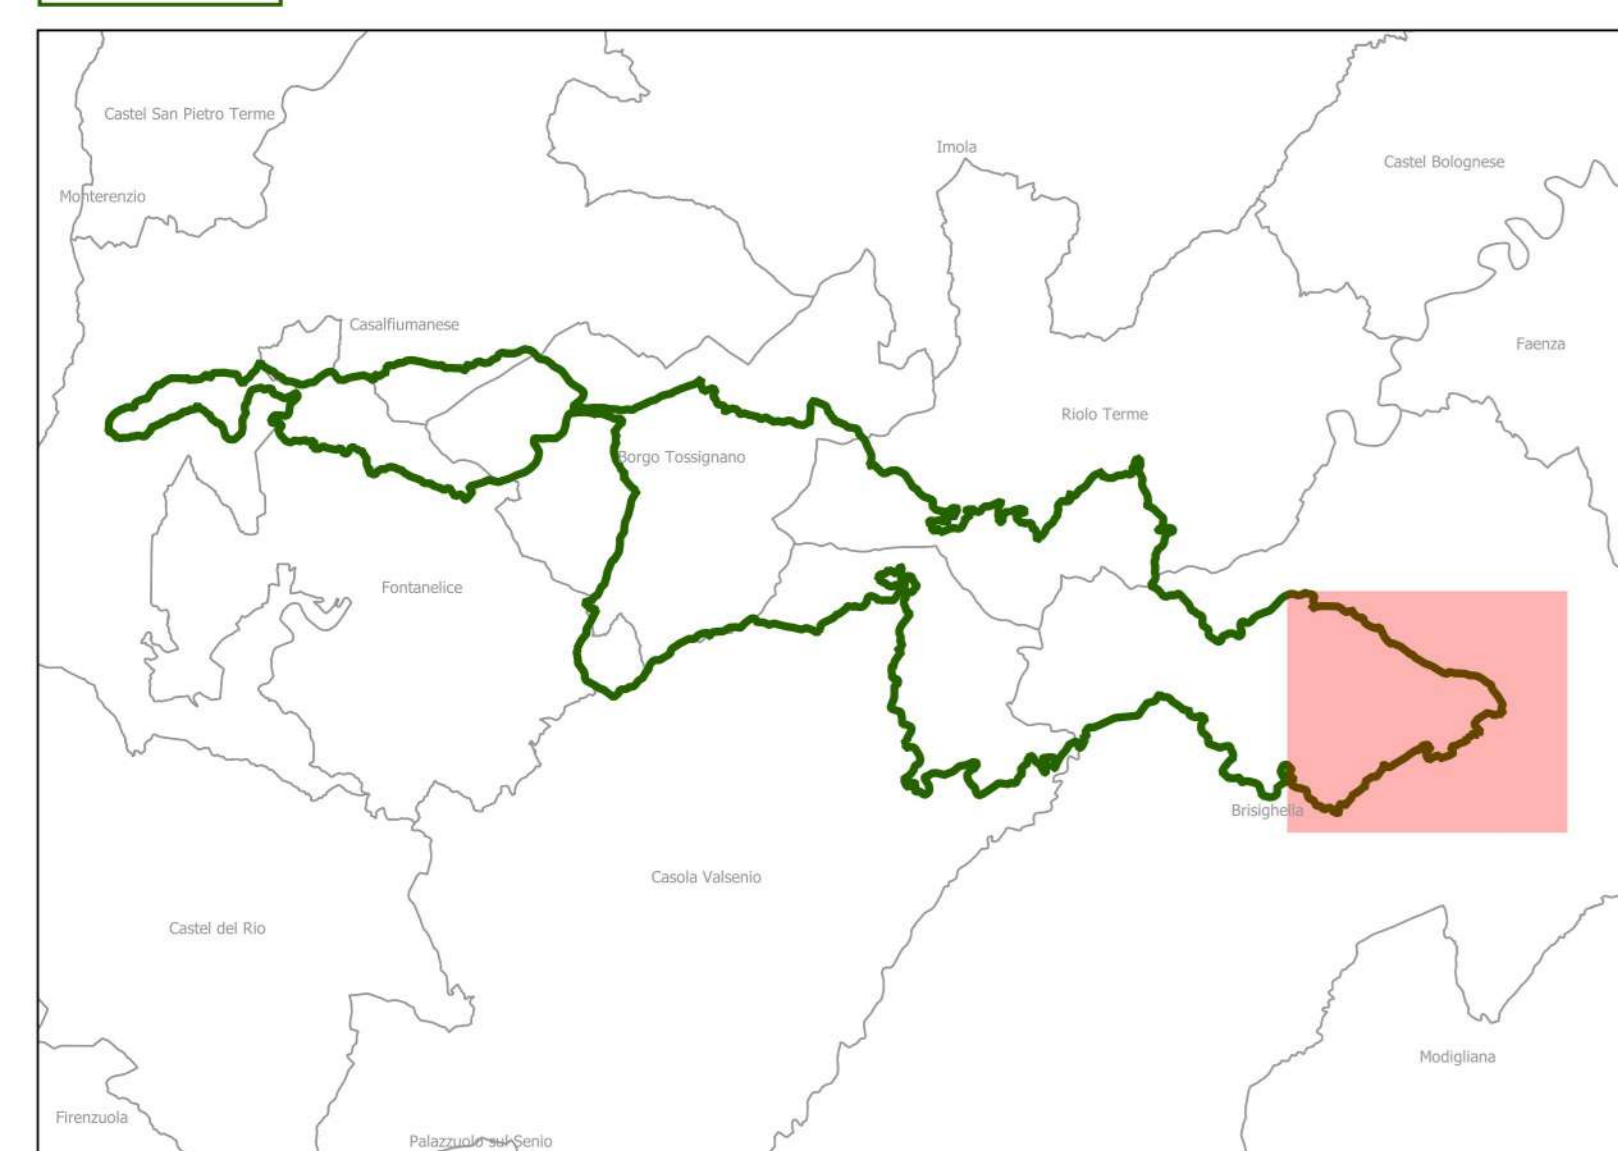 Castel San Pietro Terme
Imola
Castel Bolognese
Monterenzio
Casalfiumanese
Faenza
Riolo Terme
Borgo Tossignano
Fontanelice
Brisighella
Casola Valsenio
Castel del Rio
Modigliana
Firenzuola
Palazzuolo sul Senio